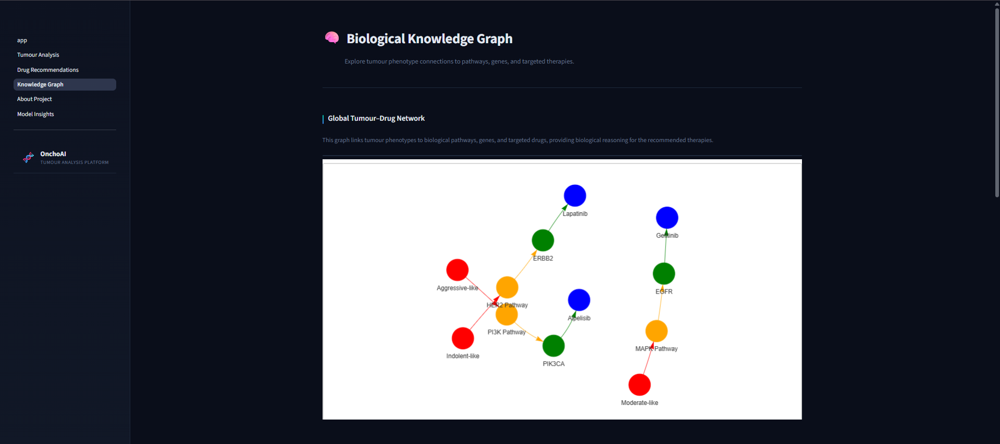 app
Tumour Analysis
Drug Recommendations
Knowledge Graph
About Project
Model Insights
OnchoAI
TUMOUR ANALYSIS PLATFORM
Biological Knowledge Graph
Explore tumour phenotype connections to pathways, genes, and targeted therapies.
Global Tumour–Drug Network
This graph links tumour phenotypes to biological pathways, genes, and targeted drugs, providing biological reasoning for the recommended therapies.
Lapatinib
Gefitinib
ERBB2
Aggressive-like
EGFR
HER2 Pathway
Alpelisib
PI3K Pathway
MAPK Pathway
Indolent-like
PIK3CA
Moderate-like